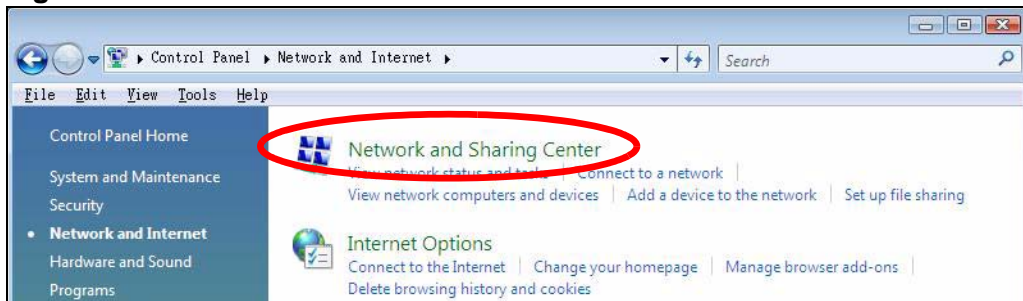 Control Panel Network and Internet Search
File Edit View Tools Help
Control Panel Home
System and Maintenance
Security
Network and Internet
Hardware and Sound
Programs
Network and Sharing Center
View network status and tasks Connect to a network
View network computers and devices Add a device to the network Set up file sharing
Internet Options
Connect to the Internet Change your homepage Manage browser add-ons
Delete browsing history and cookies